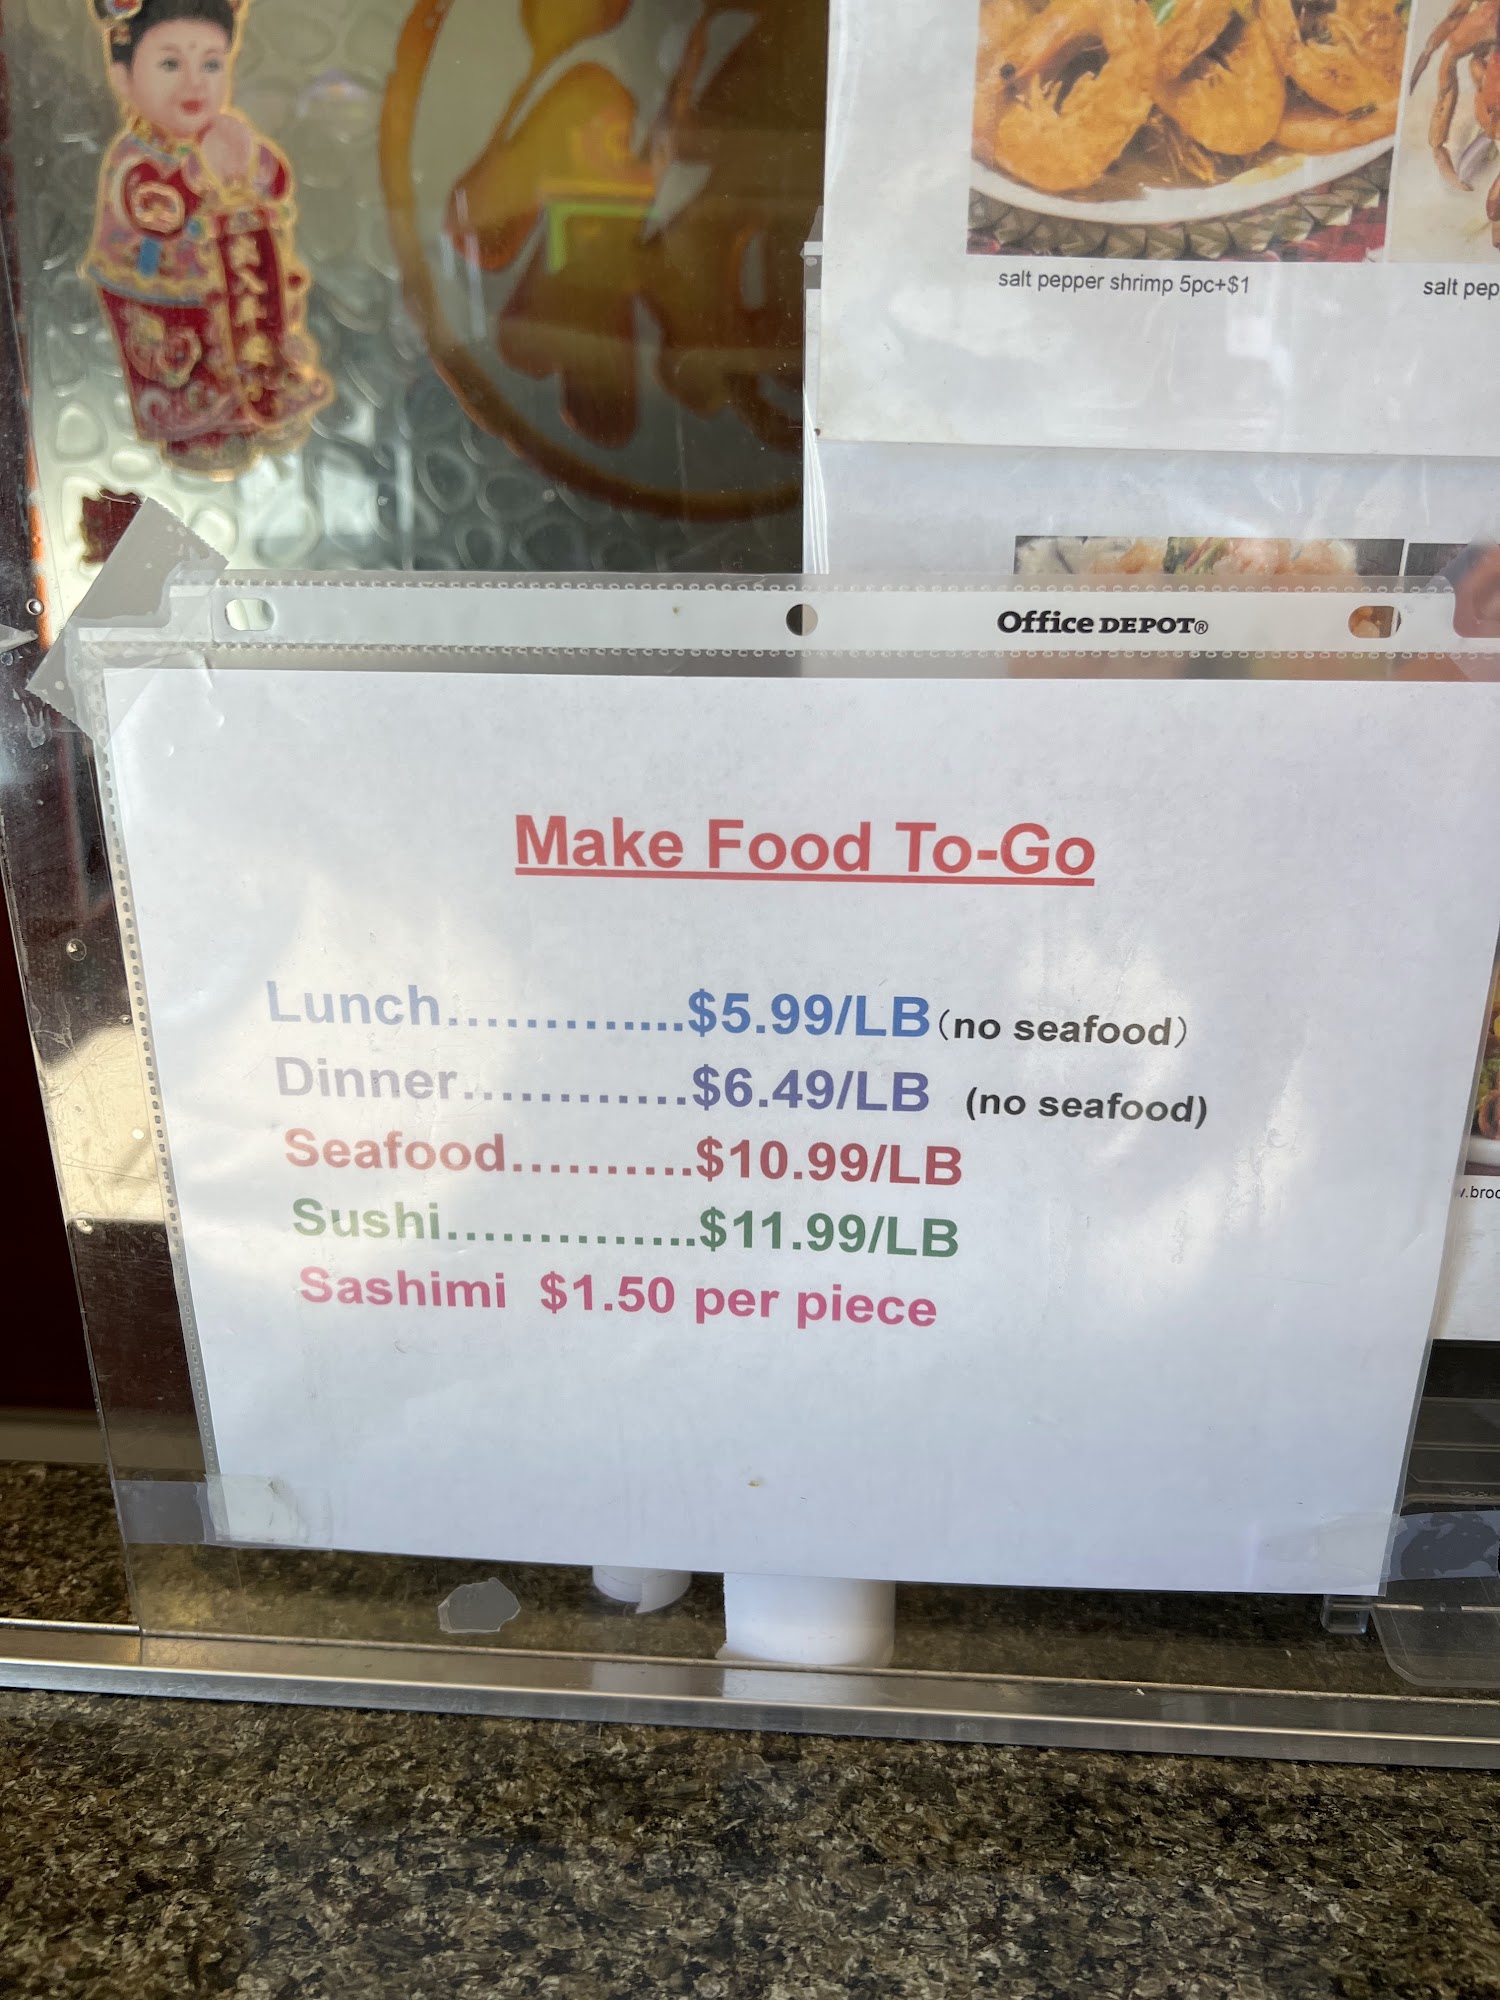 salt pepper shrimp 5pc+$1
salt pep
Office DEPOT®
Make Food To-Go
Lunch.............$5.99/LB(no seafood)
Dinner............$6.49/LB (no seafood)
Seafood..........$10.99/LB
Sushi..............$11.99/LB
Sashimi $1.50 per piece